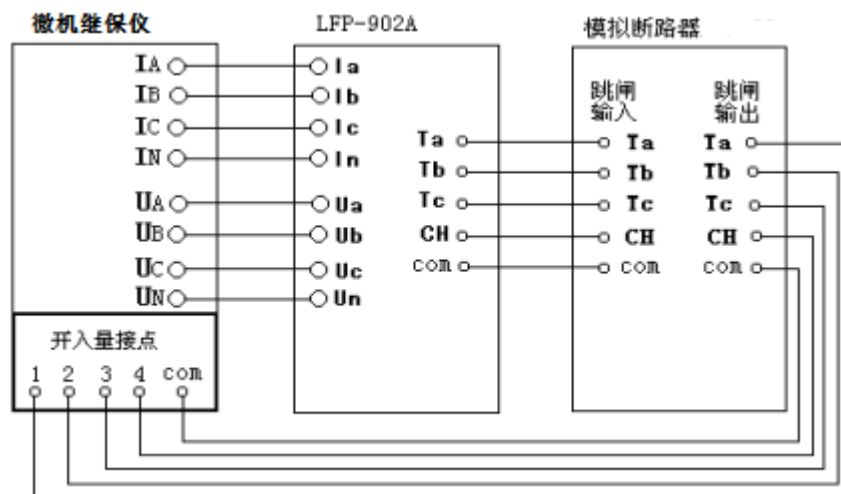 微机继保仪
IA
IB
IC
IN
UA
UB
UC
UN
开入量接点
1 2 3 4 com
LFP-902A
Ia
Ib
Ic
In
Ua
Ub
Uc
Un
Ta
Tb
Tc
CH
com
模拟断路器
跳闸
输入
Ta
Tb
Tc
CH
com
跳闸
输出
Ta
Tb
Tc
CH
com